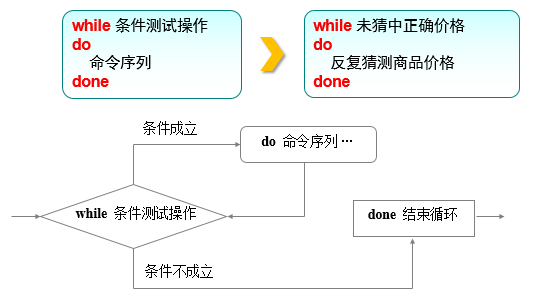 while 条件测试操作
do
命令序列
done
while 未猜中正确价格
do
反复猜测商品价格
done
条件成立
do 命令序列 …
while 条件测试操作
done 结束循环
条件不成立